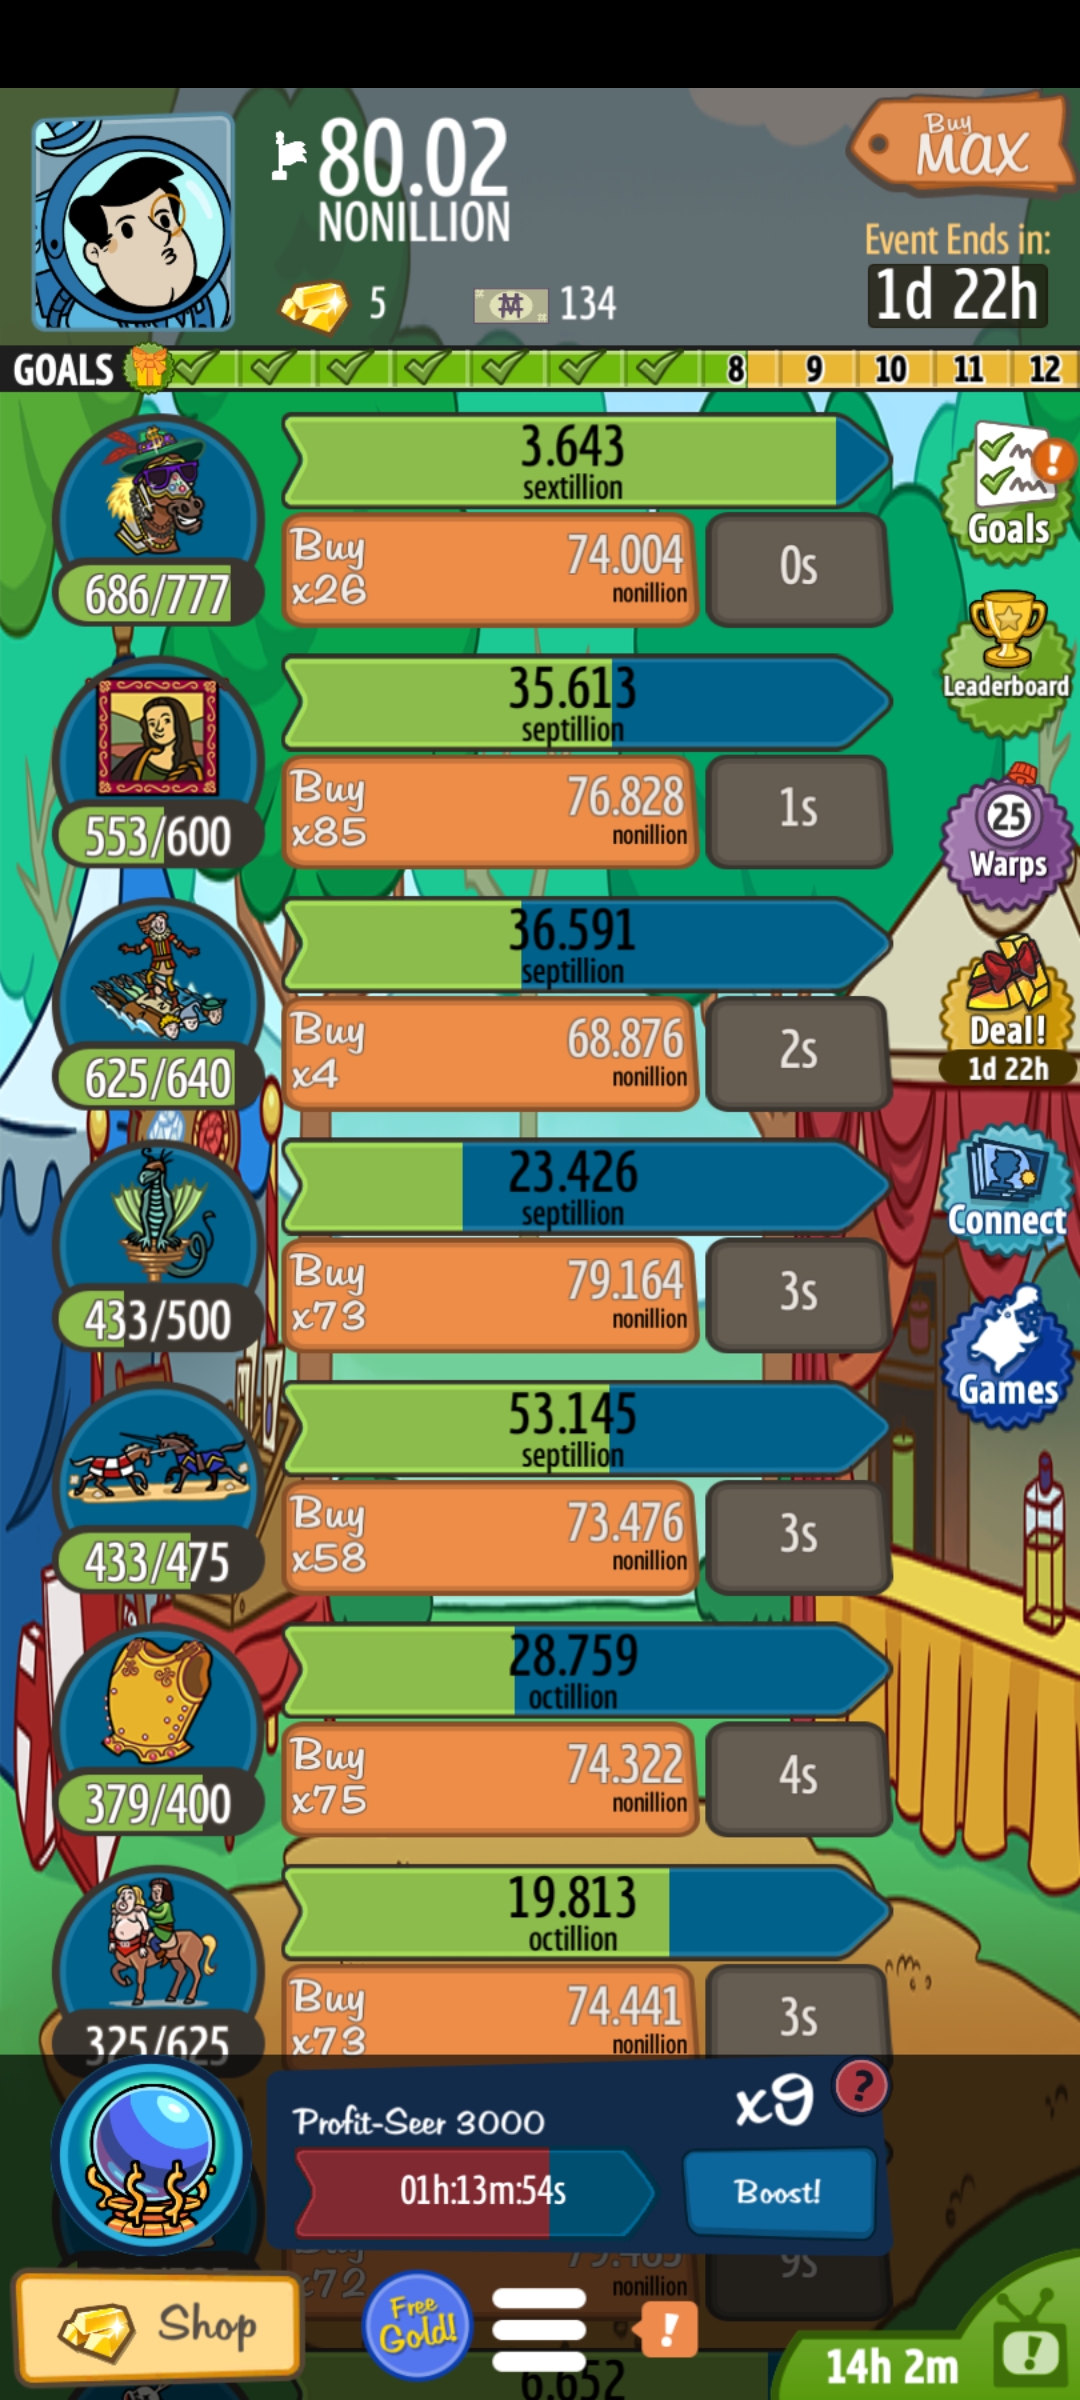 80.02
NONILLION
Buy
MAX
Event Ends in:
1d 22h
5
134
GOALS 8 9 10 11 12
3.643
sextillion
Buy
x26
74.004
nonillion
0s
686/777
Goals
35.613
septillion
Leaderboard
Buy
x85
76.828
nonillion
1s
553/600
25
Warps
36.591
septillion
Buy
x4
68.876
nonillion
2s
625/640
Deal!
1d 22h
23.426
septillion
Buy
x73
79.164
nonillion
3s
433/500
Connect
53.145
septillion
Games
Buy
x58
73.476
nonillion
3s
433/475
28.759
octillion
Buy
x75
74.322
nonillion
4s
379/400
19.813
octillion
Buy
x73
74.441
nonillion
3s
325/625
Profit-Seer 3000
x9
?
01h:13m:54s
Boost!
x72
nonillion
9s
Shop
Free
Gold!
!
14h 2m
!
6.652